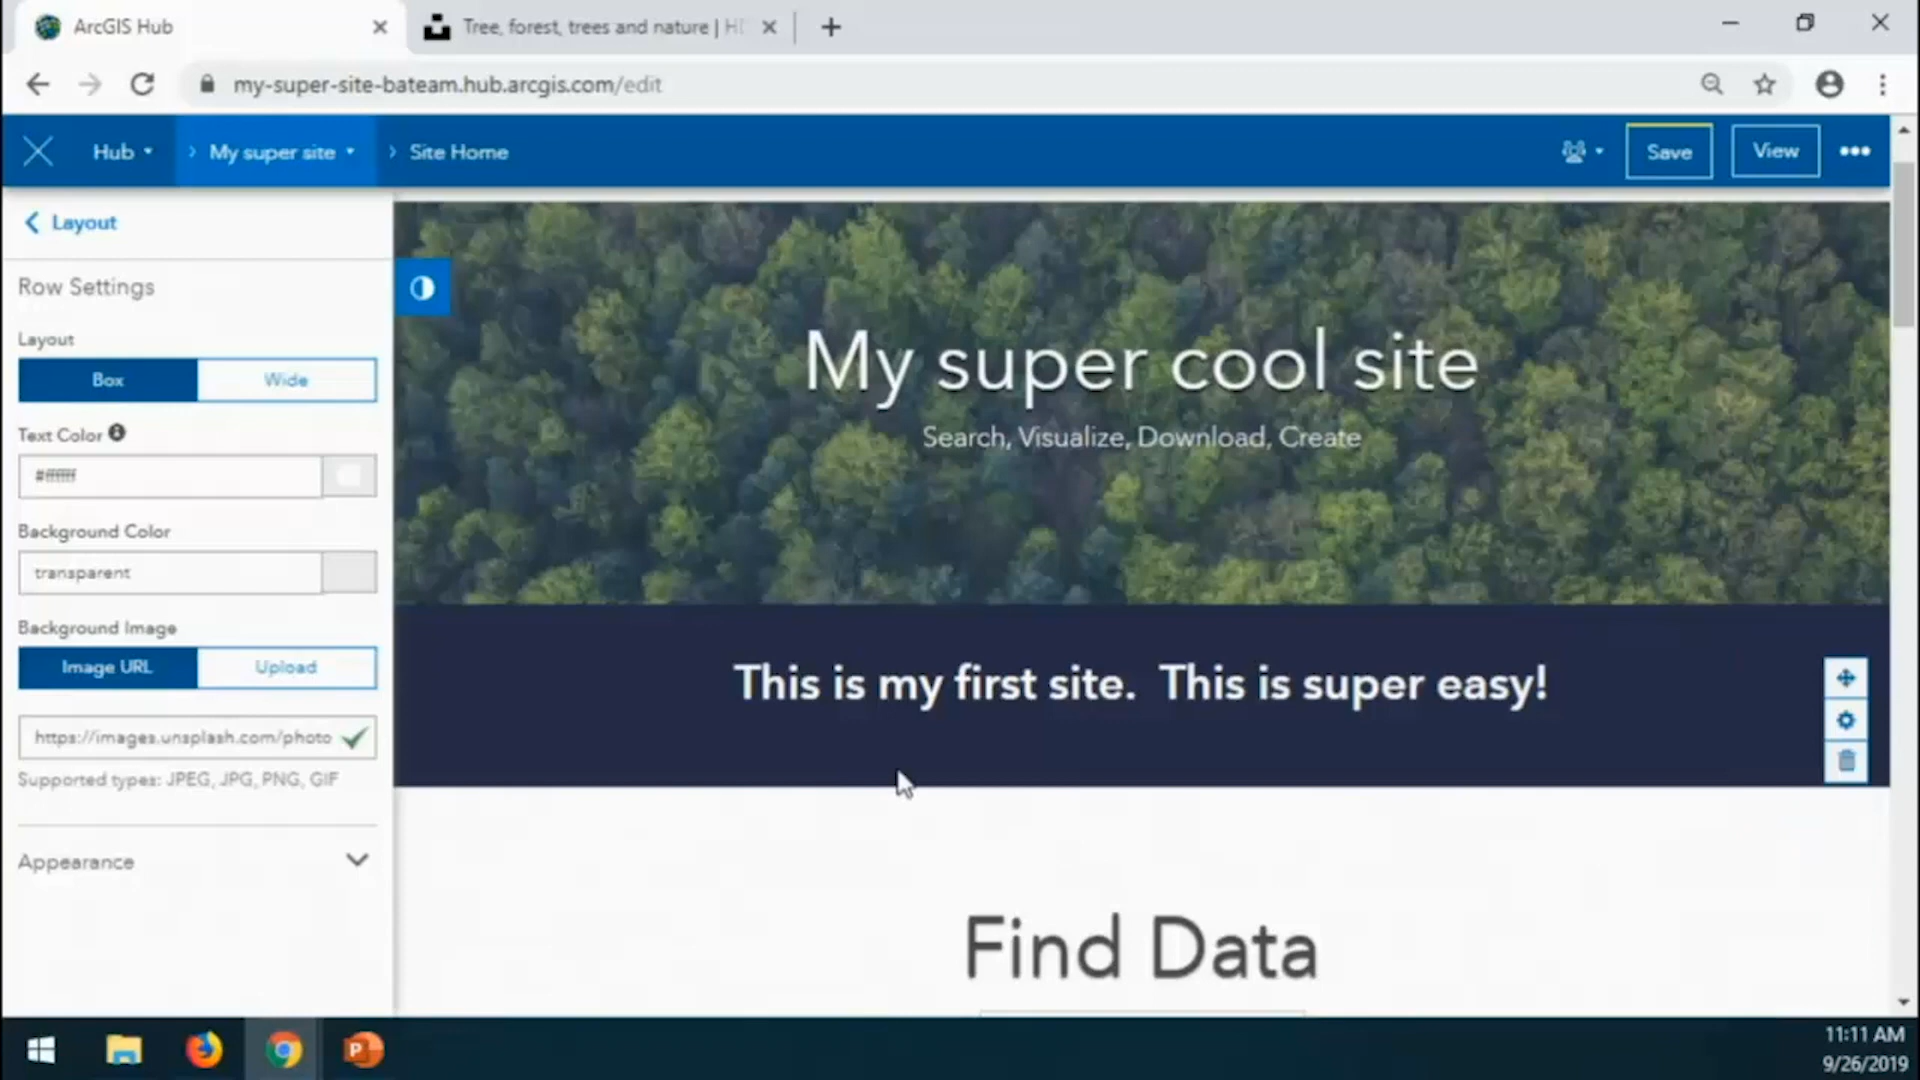 ArcGIS Hub
Tree, forest, trees and nature |
my-super-site-bateam.hub.arcgis.com/edit
Hub
My super site
Site Home
Save
View
Layout
Row Settings
Layout
Box
Wide
Text Color
#ffffff
Background Color
transparent
Background Image
Image URL
Upload
https://images.unsplash.com/photo
Supported types: JPEG, JPG, PNG, GIF
Appearance
My super cool site
Search, Visualize, Download, Create
This is my first site. This is super easy!
Find Data
P
11:11 AM
9/26/2019